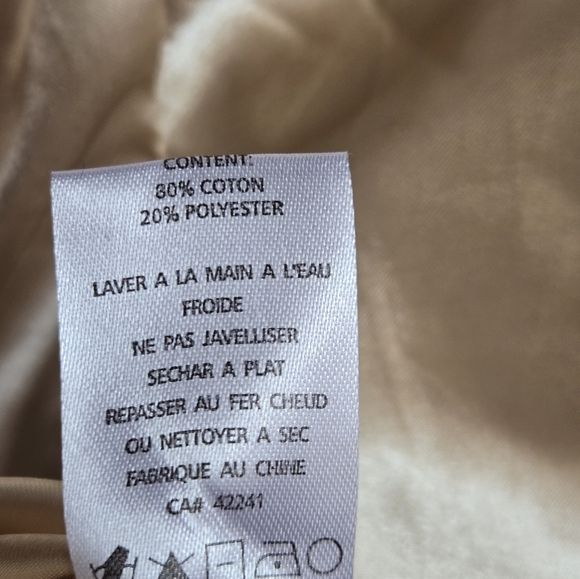 CONTENT:
80% COTON
20% POLYESTER
LAVER A LA MAIN A L'EAU
FROIDE
NE PAS JAVELLISER
SECHAR A PLAT
REPASSER AU FER CHEUD
OU NETTOYER A SEC
FABRIQUE AU CHINE
CA# 42241